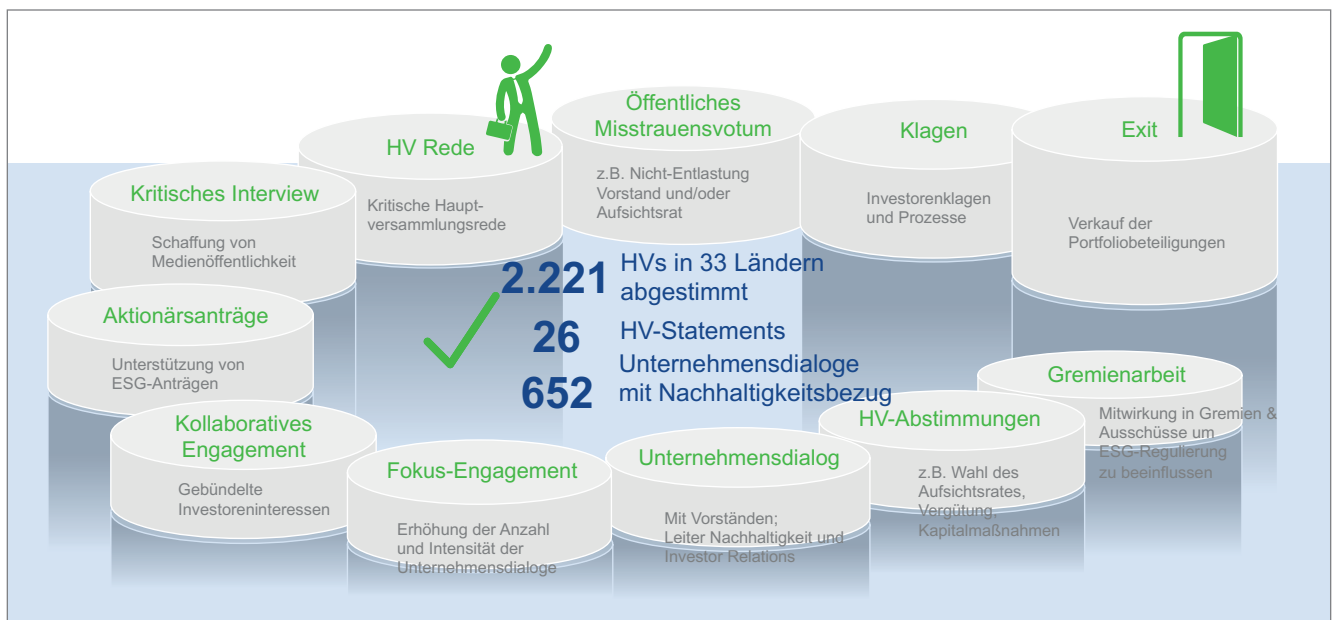 Öffentliches
Misstrauensvotum
z.B. Nicht-Entlastung
Vorstand und/oder
Aufsichtsrat
Klagen
Investorenklagen
und Prozesse
Exit
Verkauf der
Portfoliobeteiligungen
HV Rede
Kritische Haupt-
versammlungsrede
Kritisches Interview
Schaffung von
Medienöffentlichkeit
2.221 HVs in 33 Ländern
abgestimmt
26 HV-Statements
652 Unternehmensdialoge
mit Nachhaltigkeitsbezug
Aktionärsanträge
Unterstützung von
ESG-Anträgen
Kollaboratives
Engagement
Gebündelte
Investoreninteressen
Fokus-Engagement
Erhöhung der Anzahl
und Intensität der
Unternehmensdialoge
Unternehmensdialog
Mit Vorständen;
Leiter Nachhaltigkeit und
Investor Relations
HV-Abstimmungen
z.B. Wahl des
Aufsichtsrates,
Vergütung,
Kapitalmaßnahmen
Gremienarbeit
Mitwirkung in Gremien &
Ausschüsse um
ESG-Regulierung
zu beeinflussen